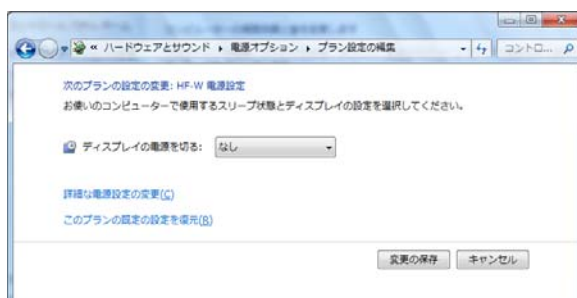 « ハードウェアとサウンド ▸ 電源オプション ▸ プラン設定の編集
コントロ...
次のプランの設定の変更: HF-W 電源設定
お使いのコンピューターで使用するスリープ状態とディスプレイの設定を選択してください。
ディスプレイの電源を切る: なし
詳細な電源設定の変更(C)
このプランの既定の設定を復元(R)
変更の保存 キャンセル